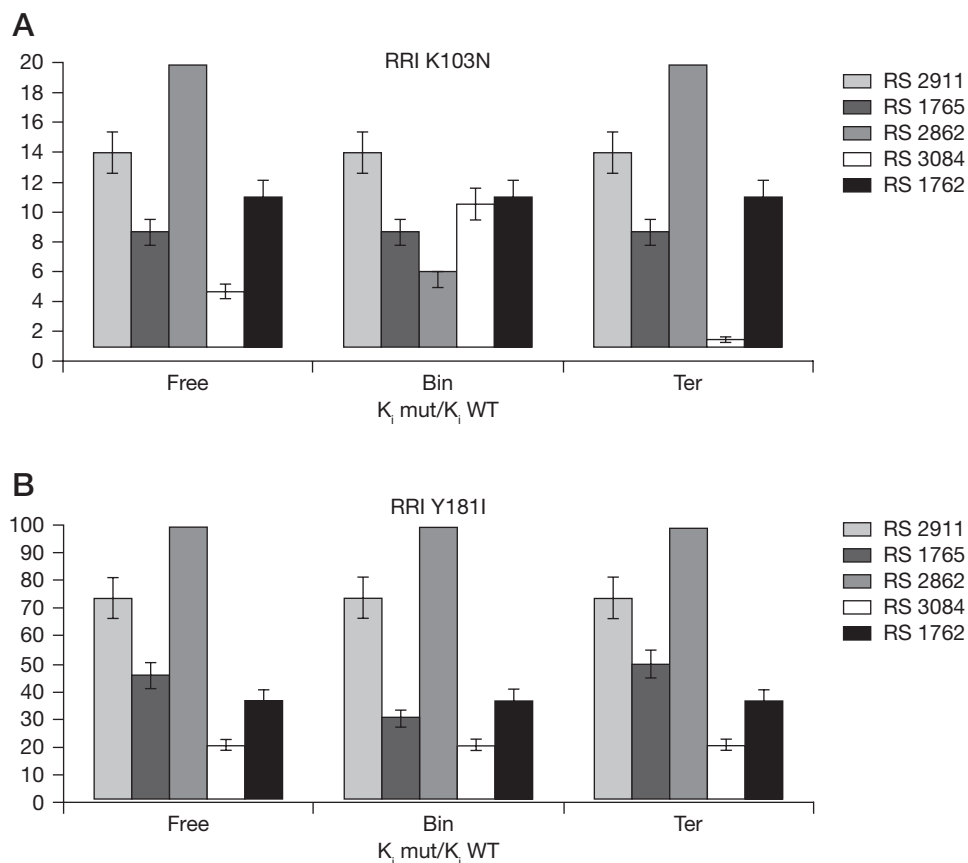 A
RRI K103N
20
18
16
14
12
10
8
6
4
2
0
Free Bin Ter
Ki mut/Ki WT
RS 2911
RS 1765
RS 2862
RS 3084
RS 1762
B
RRI Y181I
100
90
80
70
60
50
40
30
20
10
0
Free Bin Ter
Ki mut/Ki WT
RS 2911
RS 1765
RS 2862
RS 3084
RS 1762